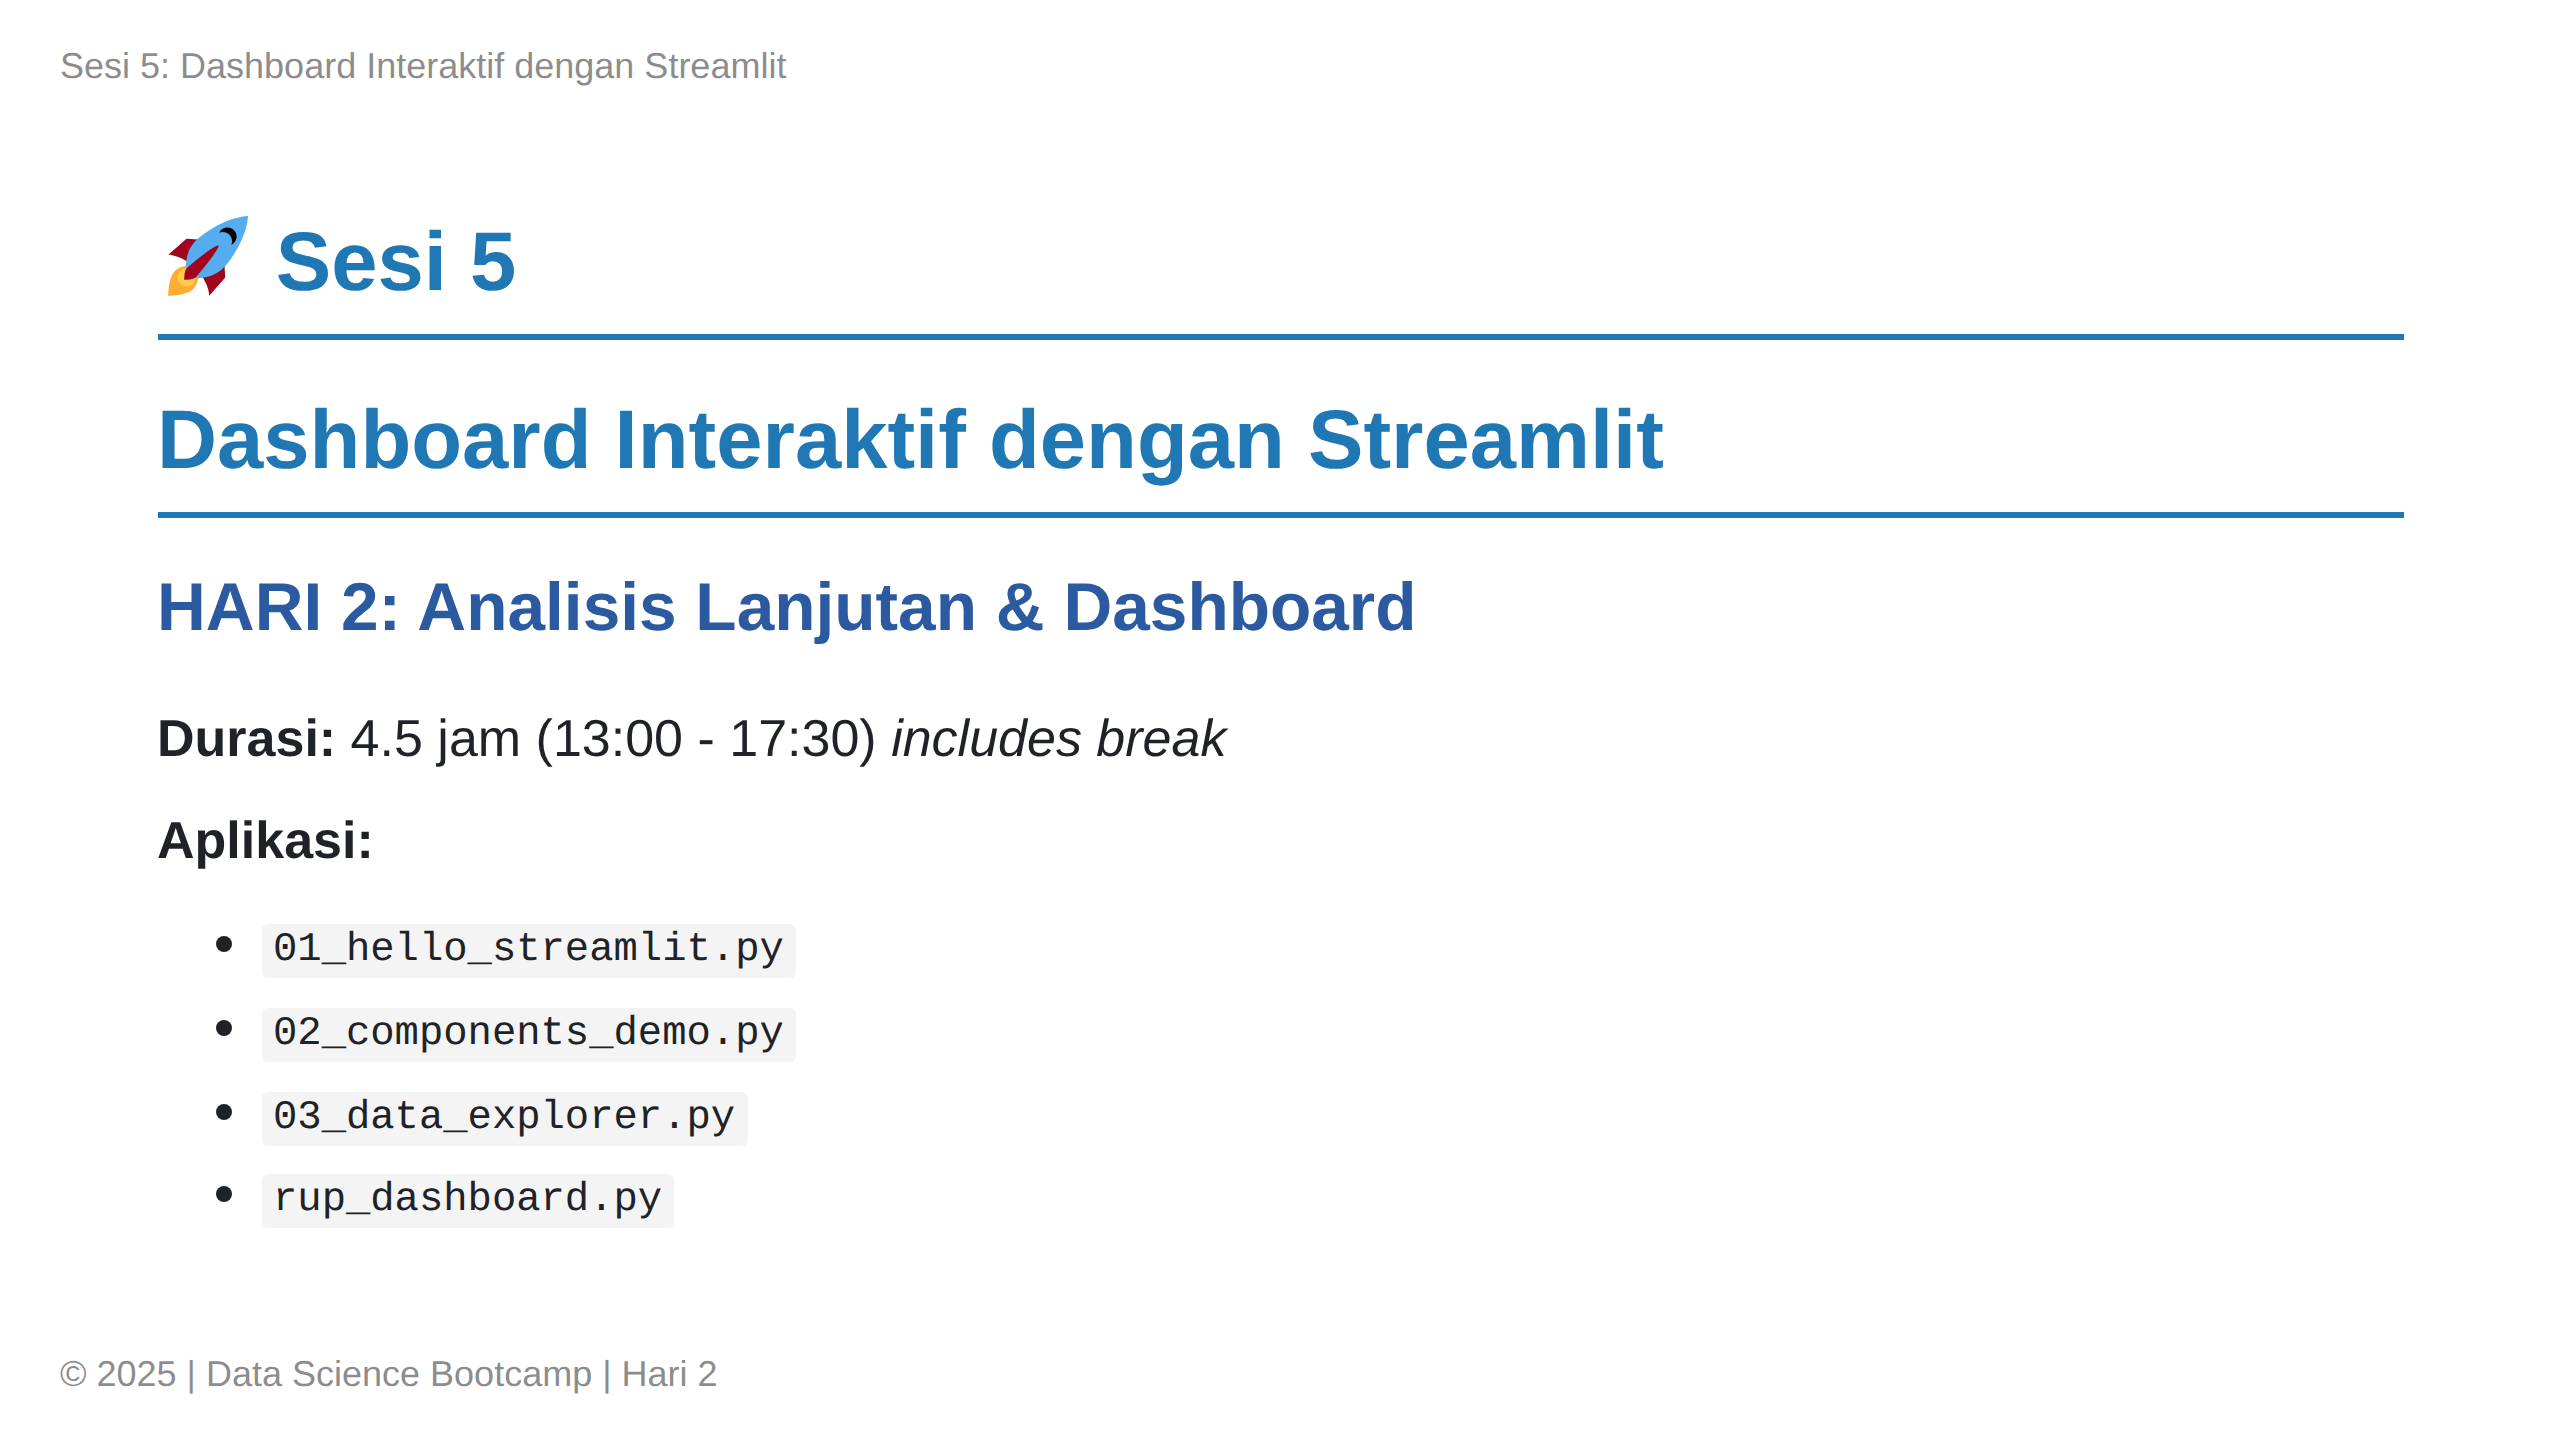 Sesi 5: Dashboard Interaktif dengan Streamlit
🚀 Sesi 5
Dashboard Interaktif dengan Streamlit
HARI 2: Analisis Lanjutan & Dashboard
Durasi: 4.5 jam (13:00 - 17:30) includes break
Aplikasi:
• 01_hello_streamlit.py
• 02_components_demo.py
• 03_data_explorer.py
• rup_dashboard.py
© 2025 | Data Science Bootcamp | Hari 2